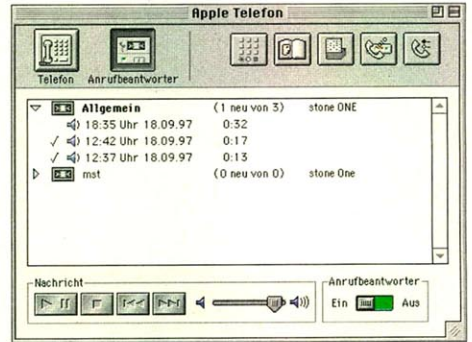 Apple Telefon
Telefon Anrufbeantworter
Allgemein (1 neu von 3) stone ONE
18:35 Uhr 18.09.97 0:32
✓ 12:42 Uhr 18.09.97 0:17
✓ 12:37 Uhr 18.09.97 0:13
mst (0 neu von 0) stone One
Nachricht
Anrufbeantworter
Ein Aus